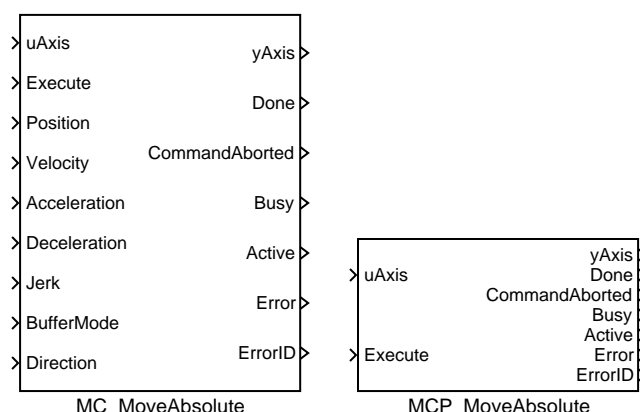 uAxis
Execute
Position
Velocity
Acceleration
Deceleration
Jerk
BufferMode
Direction
yAxis
Done
CommandAborted
Busy
Active
Error
ErrorID
MC_MoveAbsolute
uAxis
Execute
yAxis
Done
CommandAborted
Busy
Active
Error
ErrorID
MCP_MoveAbsolute